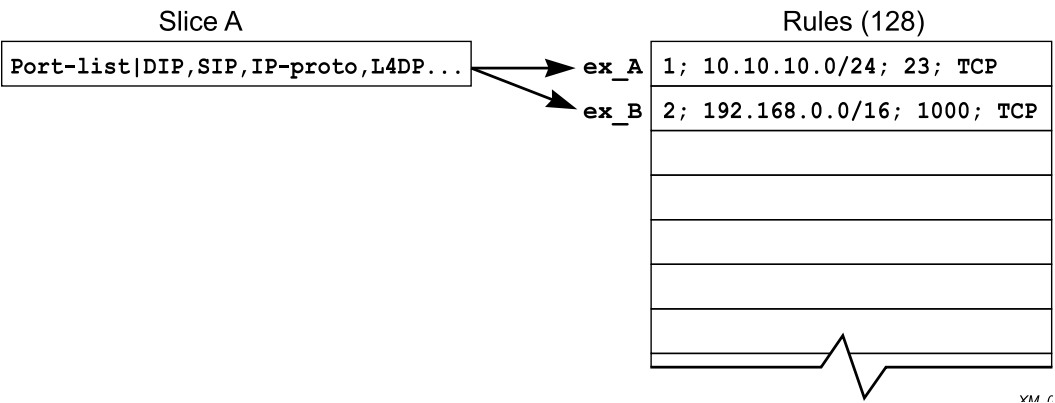 Slice A
Rules (128)
Port-list|DIP,SIP,IP-proto,L4DP...
ex_A
1; 10.10.10.0/24; 23; TCP
ex_B
2; 192.168.0.0/16; 1000; TCP